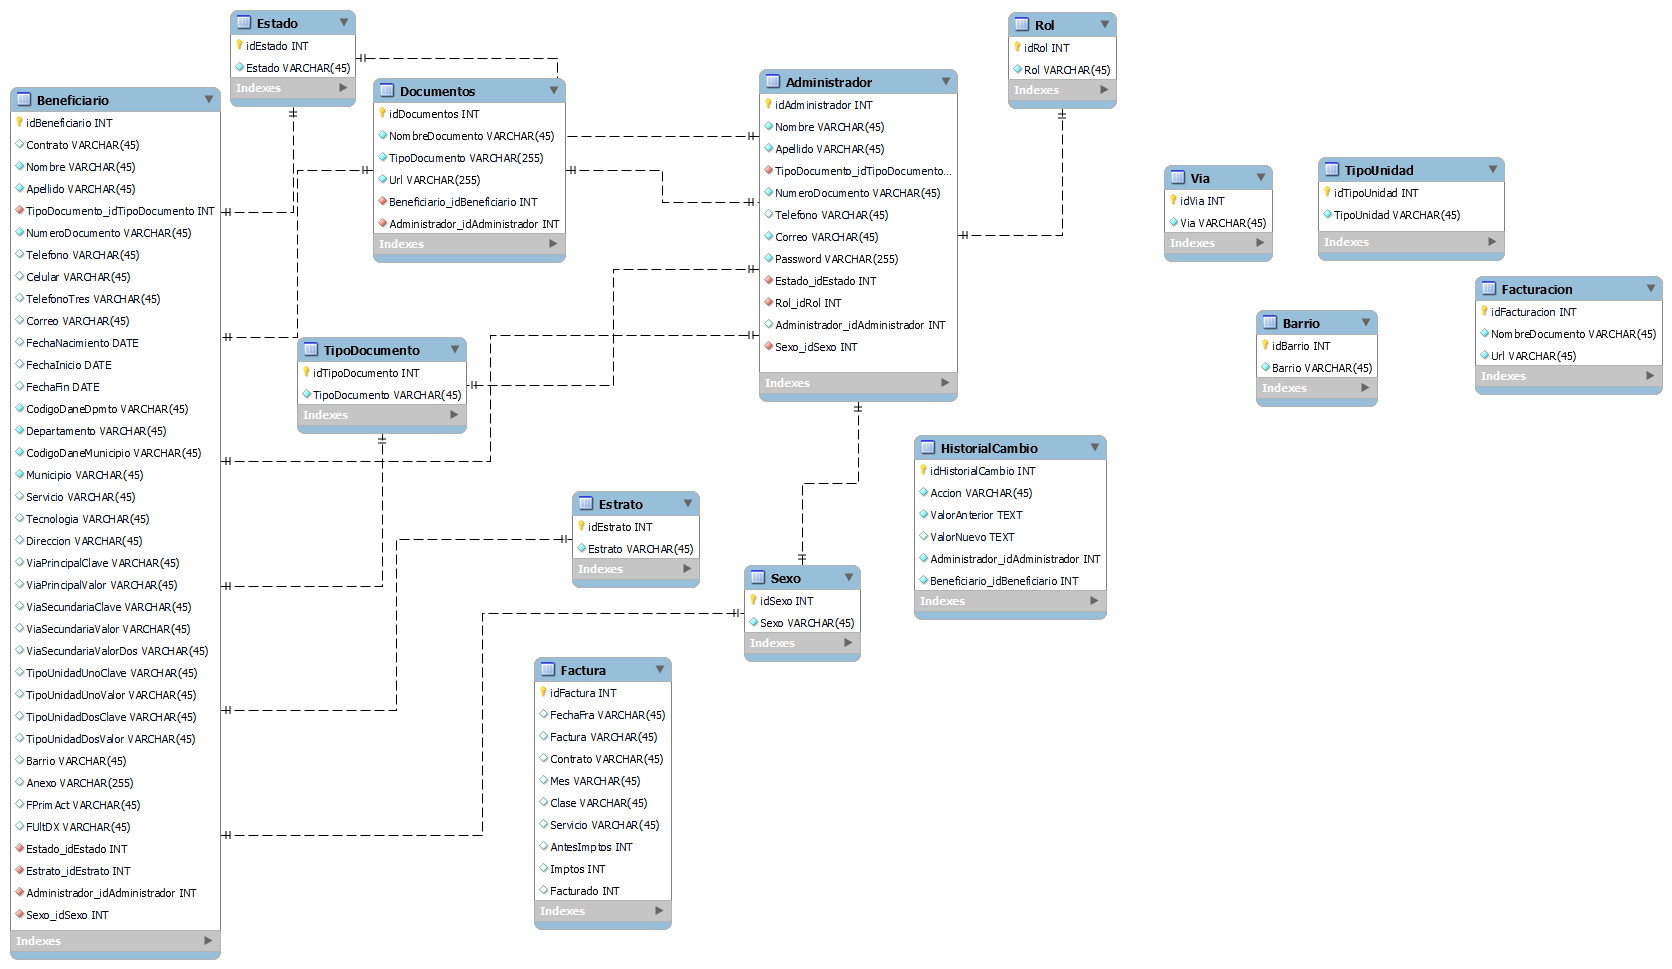 Estado
idEstado INT
Estado VARCHAR(45)
Indexes
Beneficiario
idBeneficiario INT
Contrato VARCHAR(45)
Nombre VARCHAR(45)
Apellido VARCHAR(45)
TipoDocumento_idTipoDocumento INT
NumeroDocumento VARCHAR(45)
Telefono VARCHAR(45)
Celular VARCHAR(45)
TelefonoTres VARCHAR(45)
Correo VARCHAR(45)
FechaNacimiento DATE
FechaInicio DATE
FechaFin DATE
CodigoDaneDpmto VARCHAR(45)
Departamento VARCHAR(45)
CodigoDaneMunicipio VARCHAR(45)
Municipio VARCHAR(45)
Servicio VARCHAR(45)
Tecnologia VARCHAR(45)
Direccion VARCHAR(45)
ViaPrincipalClave VARCHAR(45)
ViaPrincipalValor VARCHAR(45)
ViaSecundariaClave VARCHAR(45)
ViaSecundariaValor VARCHAR(45)
ViaSecundariaValorDos VARCHAR(45)
TipoUnidadUnoClave VARCHAR(45)
TipoUnidadUnoValor VARCHAR(45)
TipoUnidadDosClave VARCHAR(45)
TipoUnidadDosValor VARCHAR(45)
Barrio VARCHAR(45)
Anexo VARCHAR(255)
FPrimAct VARCHAR(45)
FUltDX VARCHAR(45)
Estado_idEstado INT
Estrato_idEstrato INT
Administrador_idAdministrador INT
Sexo_idSexo INT
Indexes
Documentos
idDocumentos INT
NombreDocumento VARCHAR(45)
TipoDocumento VARCHAR(255)
Url VARCHAR(255)
Beneficiario_idBeneficiario INT
Administrador_idAdministrador INT
Indexes
TipoDocumento
idTipoDocumento INT
TipoDocumento VARCHAR(45)
Indexes
Administrador
idAdministrador INT
Nombre VARCHAR(45)
Apellido VARCHAR(45)
TipoDocumento_idTipoDocumento...
NumeroDocumento VARCHAR(45)
Telefono VARCHAR(45)
Correo VARCHAR(45)
Password VARCHAR(255)
Estado_idEstado INT
Rol_idRol INT
Administrador_idAdministrador INT
Sexo_idSexo INT
Indexes
Rol
idRol INT
Rol VARCHAR(45)
Indexes
Via
idVia INT
Via VARCHAR(45)
Indexes
TipoUnidad
idTipoUnidad INT
TipoUnidad VARCHAR(45)
Indexes
Facturacion
idFacturacion INT
NombreDocumento VARCHAR(45)
Url VARCHAR(45)
Indexes
Barrio
idBarrio INT
Barrio VARCHAR(45)
Indexes
HistorialCambio
idHistorialCambio INT
Accion VARCHAR(45)
ValorAnterior TEXT
ValorNuevo TEXT
Administrador_idAdministrador INT
Beneficiario_idBeneficiario INT
Indexes
Estrato
idEstrato INT
Estrato VARCHAR(45)
Indexes
Sexo
idSexo INT
Sexo VARCHAR(45)
Indexes
Factura
idFactura INT
FechaFra VARCHAR(45)
Factura VARCHAR(45)
Contrato VARCHAR(45)
Mes VARCHAR(45)
Clase VARCHAR(45)
Servicio VARCHAR(45)
AntesImptos INT
Imptos INT
Facturado INT
Indexes